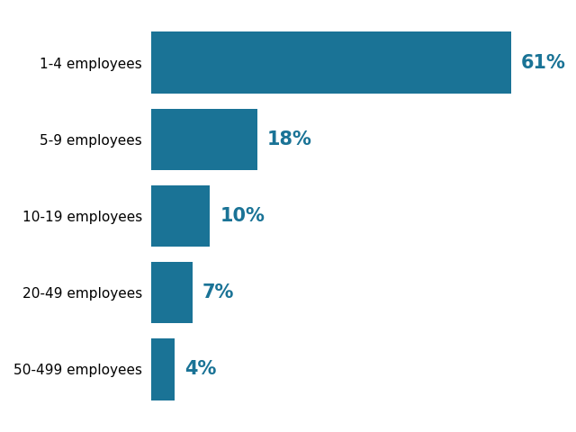 1-4 employees 61%
5-9 employees 18%
10-19 employees 10%
20-49 employees 7%
50-499 employees 4%